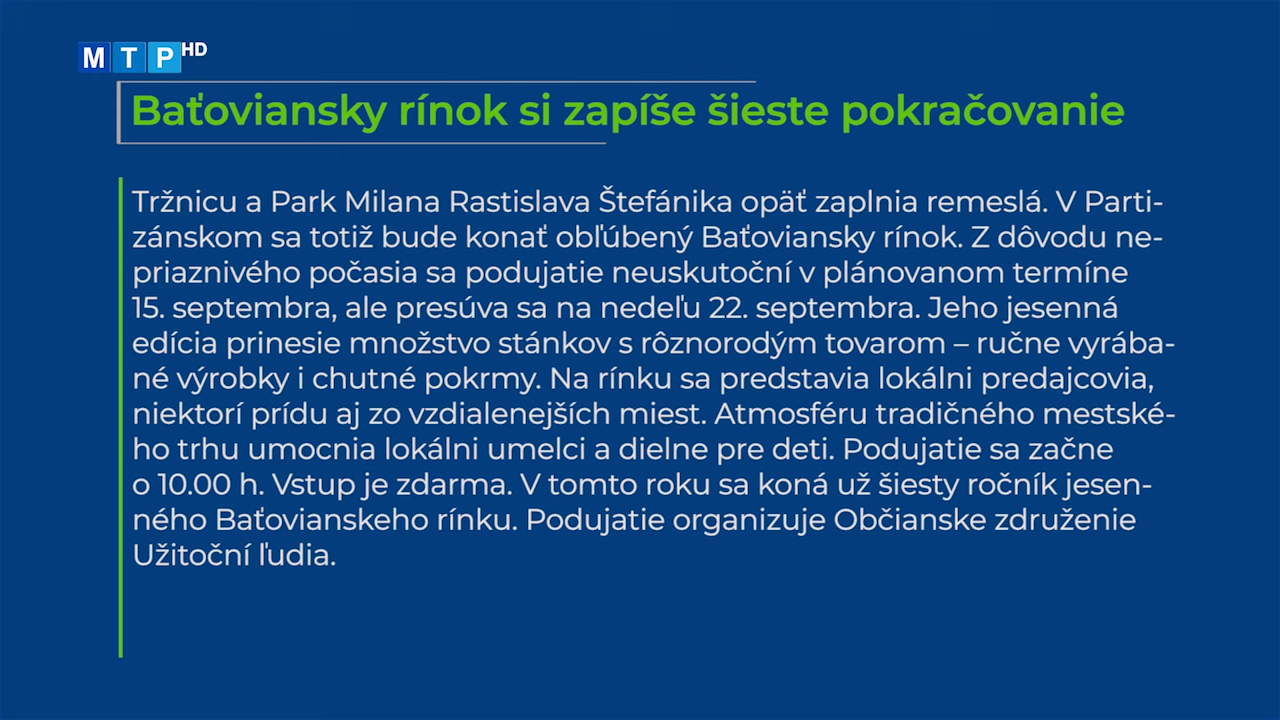 MTP HD
Baťoviansky rínok si zapíše šieste pokračovanie
Tržnicu a Park Milana Rastislava Štefánika opäť zaplnia remeslá. V Parti-
zánskom sa totiž bude konať obľúbený Baťoviansky rínok. Z dôvodu ne-
priaznivého počasia sa podujatie neuskutoční v plánovanom termíne
15. septembra, ale presúva sa na nedeľu 22. septembra. Jeho jesenná
edícia prinesie množstvo stánkov s rôznorodým tovarom – ručne vyrába-
né výrobky i chutné pokrmy. Na rínku sa predstavia lokálni predajcovia,
niektorí prídu aj zo vzdialenejších miest. Atmosféru tradičného mestské-
ho trhu umocnia lokálni umelci a dielne pre deti. Podujatie sa začne
o 10.00 h. Vstup je zdarma. V tomto roku sa koná už šiesty ročník jesen-
ného Baťovianskeho rínku. Podujatie organizuje Občianske združenie
Užitoční ľudia.